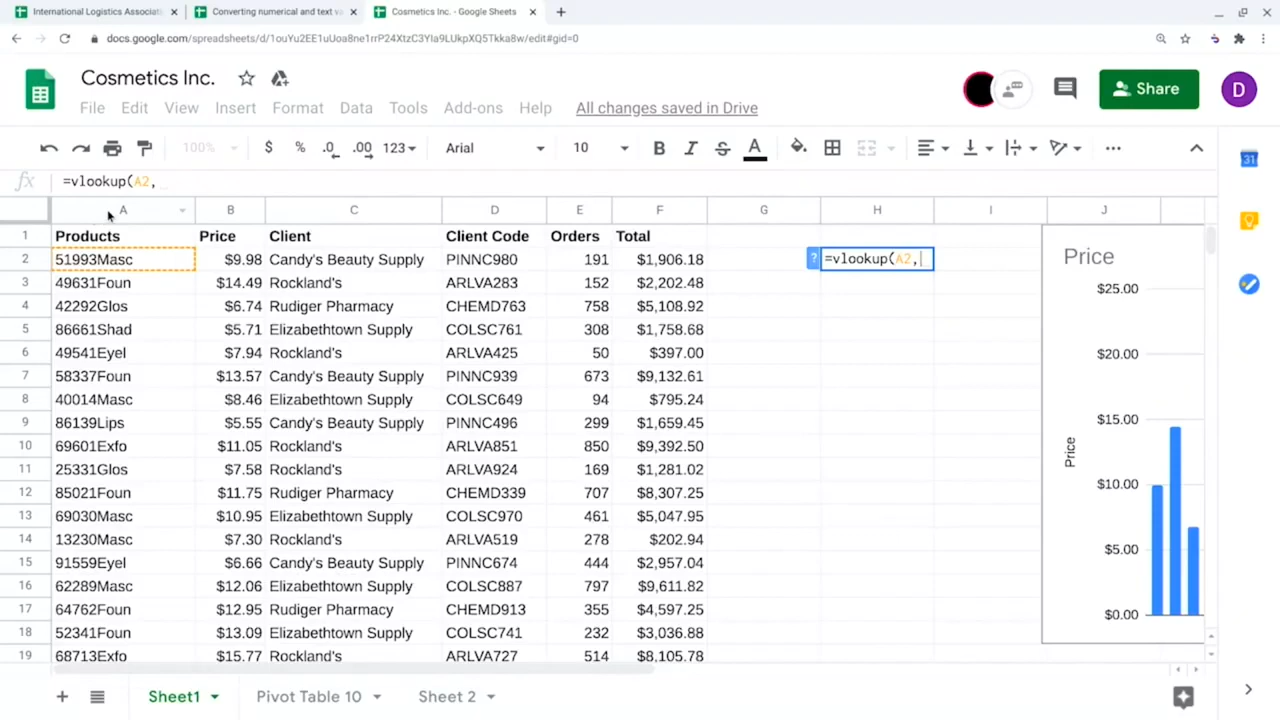 International Logistics Associati
Converting numerical and text va
Cosmetics Inc. - Google Sheets
docs.google.com/spreadsheets/d/1ouYu2EE1uUoa8ne1rrP24XtzC3YIa9LUkpXQ5Tkka8w/edit#gid=0
Cosmetics Inc.
File Edit View Insert Format Data Tools Add-ons Help All changes saved in Drive
Share
D
100% $ % .0 .00 123 Arial 10 B I S A
31
fx =vlookup(A2,
A B C D E F G H I J
1 Products Price Client Client Code Orders Total
2 51993Masc $9.98 Candy's Beauty Supply PINNC980 191 $1,906.18 ? =vlookup(A2,
3 49631Foun $14.49 Rockland's ARLVA283 152 $2,202.48
4 42292Glos $6.74 Rudiger Pharmacy CHEMD763 758 $5,108.92
5 86661Shad $5.71 Elizabethtown Supply COLSC761 308 $1,758.68
6 49541Eyel $7.94 Rockland's ARLVA425 50 $397.00
7 58337Foun $13.57 Candy's Beauty Supply PINNC939 673 $9,132.61
8 40014Masc $8.46 Elizabethtown Supply COLSC649 94 $795.24
9 86139Lips $5.55 Candy's Beauty Supply PINNC496 299 $1,659.45
10 69601Exfo $11.05 Rockland's ARLVA851 850 $9,392.50
11 25331Glos $7.58 Rockland's ARLVA924 169 $1,281.02
12 85021Foun $11.75 Rudiger Pharmacy CHEMD339 707 $8,307.25
13 69030Masc $10.95 Elizabethtown Supply COLSC970 461 $5,047.95
14 13230Masc $7.30 Rockland's ARLVA519 278 $202.94
15 91559Eyel $6.66 Candy's Beauty Supply PINNC674 444 $2,957.04
16 62289Masc $12.06 Elizabethtown Supply COLSC887 797 $9,611.82
17 64762Foun $12.95 Rudiger Pharmacy CHEMD913 355 $4,597.25
18 52341Foun $13.09 Elizabethtown Supply COLSC741 232 $3,036.88
19 68713Exfo $15.77 Rockland's ARLVA727 514 $8,105.78
Price
$25.00
$20.00
$15.00
$10.00
$5.00
$0.00
Price
Sheet1 Pivot Table 10 Sheet 2